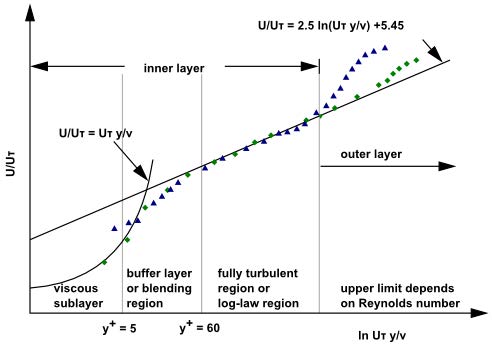 U/Uτ = 2.5 ln(Uτ y/ν) +5.45
inner layer
U/Uτ = Uτ y/ν
outer layer
U/Uτ
viscous
sublayer
buffer layer
or blending
region
fully turbulent
region or
log-law region
upper limit depends
on Reynolds number
y+ = 5
y+ = 60
ln Uτ y/ν